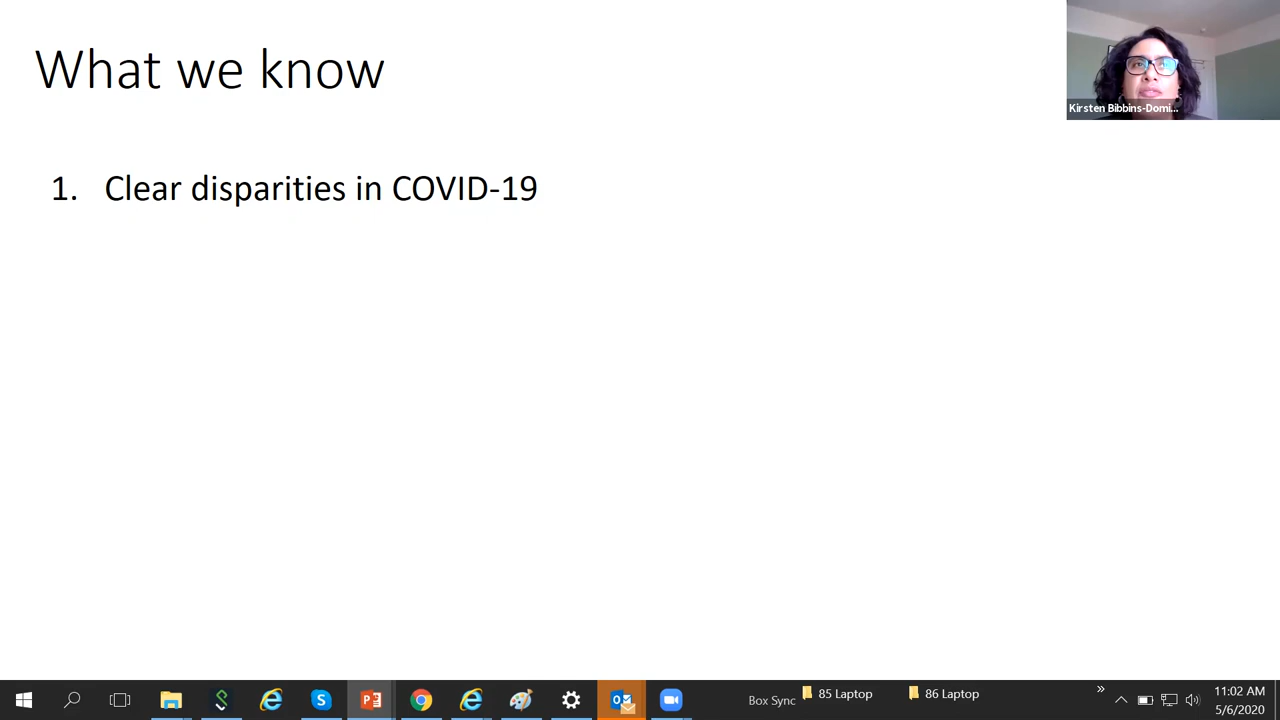 What we know
Kirsten Bibbins-Domi...
1. Clear disparities in COVID-19
Box Sync
85 Laptop
86 Laptop
11:02 AM
5/6/2020